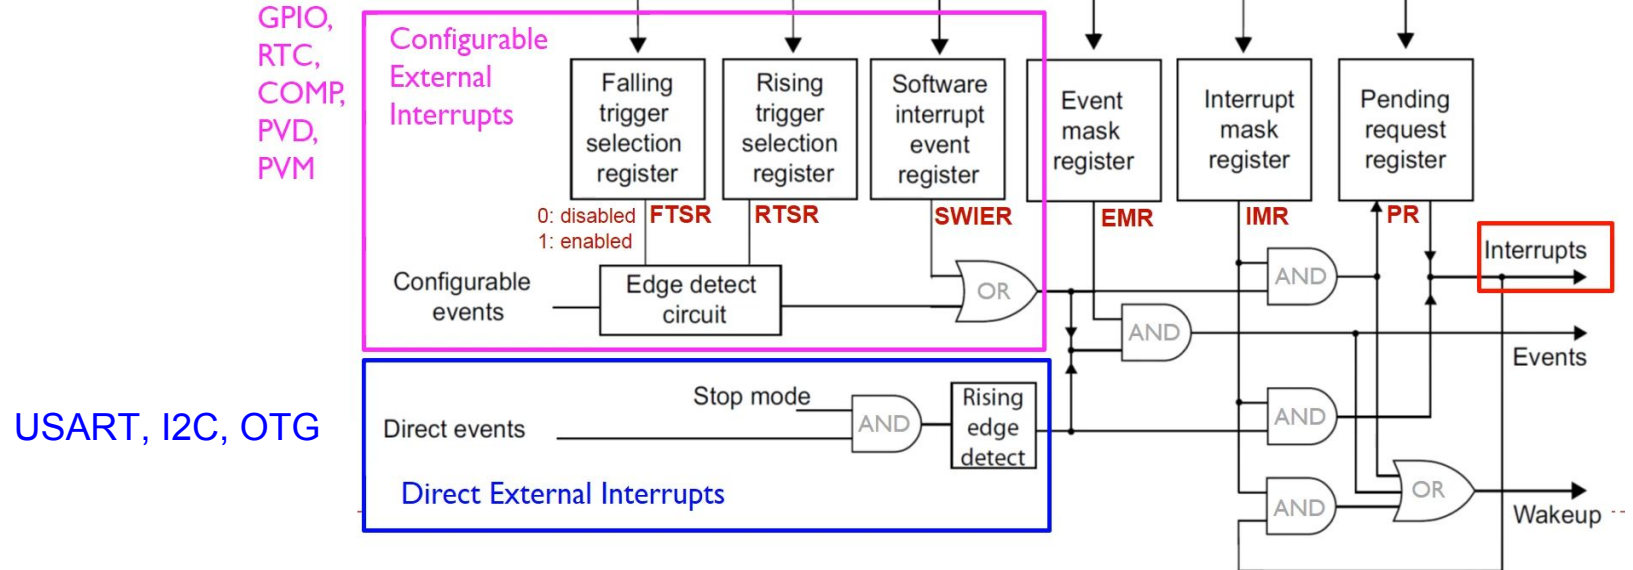 GPIO,
RTC,
COMP,
PVD,
PVM
Configurable
External
Interrupts
Falling
trigger
selection
register
Rising
trigger
selection
register
Software
interrupt
event
register
Event
mask
register
Interrupt
mask
register
Pending
request
register
0: disabled
1: enabled
FTSR
RTSR
SWIER
EMR
IMR
PR
Interrupts
Configurable
events
Edge detect
circuit
OR
AND
AND
Events
Stop mode
Direct events
AND
Rising
edge
detect
AND
USART, I2C, OTG
Direct External Interrupts
AND
OR
Wakeup